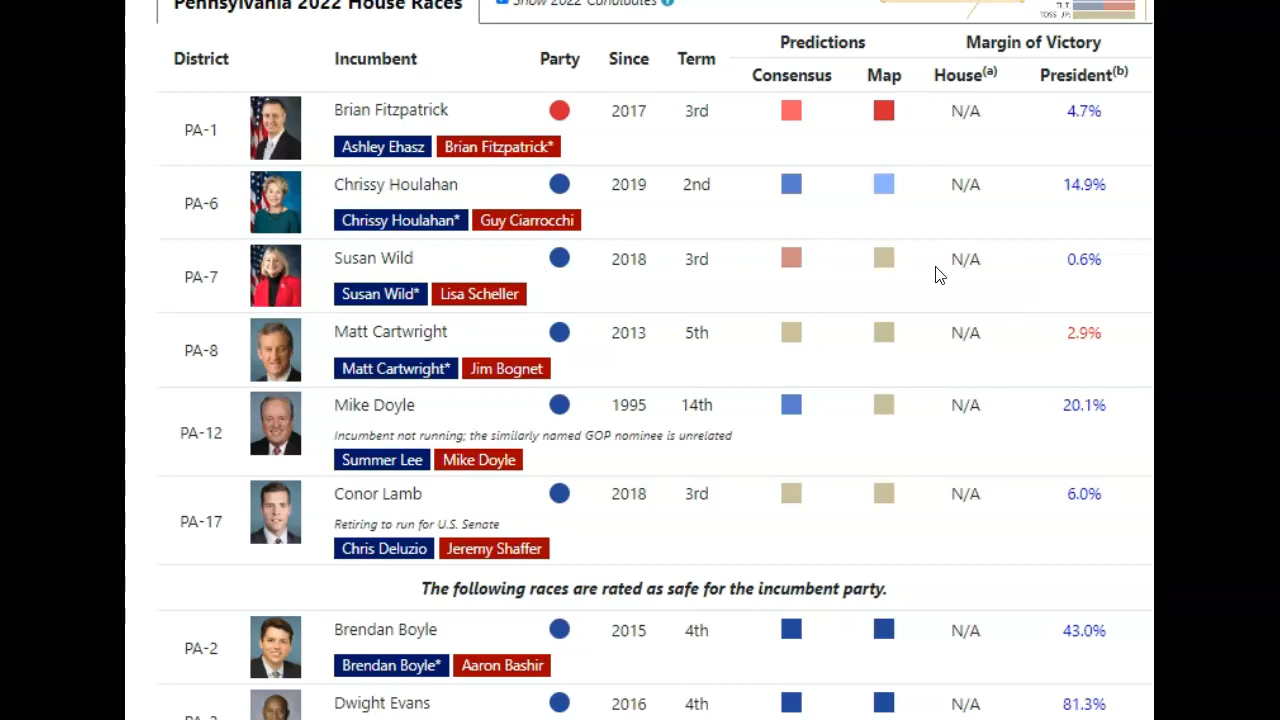 Pennsylvania 2022 House Races
Show 2022 Candidates
TOSS UPS
Predictions Margin of Victory
District Incumbent Party Since Term
Consensus Map House(a) President(b)
PA-1 Brian Fitzpatrick 2017 3rd N/A 4.7%
Ashley Ehasz Brian Fitzpatrick*
PA-6 Chrissy Houlahan 2019 2nd N/A 14.9%
Chrissy Houlahan* Guy Ciarrocchi
PA-7 Susan Wild 2018 3rd N/A 0.6%
Susan Wild* Lisa Scheller
PA-8 Matt Cartwright 2013 5th N/A 2.9%
Matt Cartwright* Jim Bognet
PA-12 Mike Doyle 1995 14th N/A 20.1%
Incumbent not running; the similarly named GOP nominee is unrelated
Summer Lee Mike Doyle
PA-17 Conor Lamb 2018 3rd N/A 6.0%
Retiring to run for U.S. Senate
Chris Deluzio Jeremy Shaffer
The following races are rated as safe for the incumbent party.
PA-2 Brendan Boyle 2015 4th N/A 43.0%
Brendan Boyle* Aaron Bashir
PA-3 Dwight Evans 2016 4th N/A 81.3%